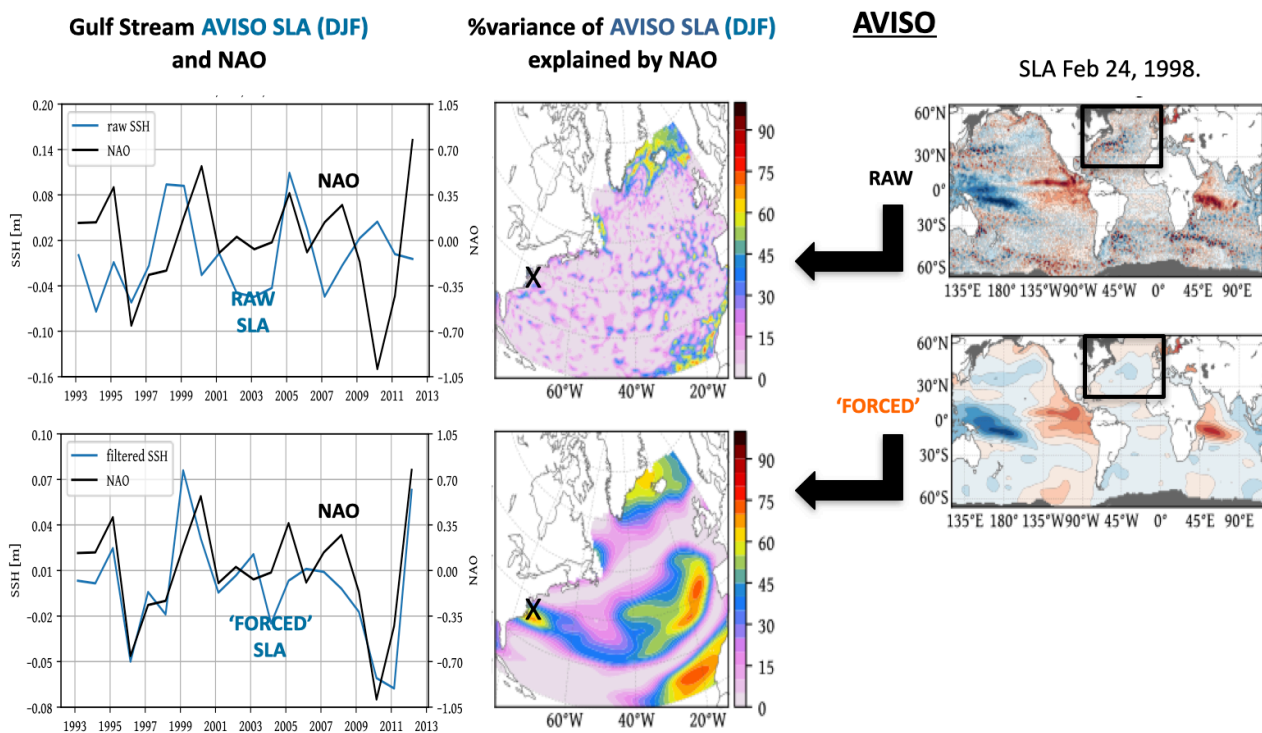 Gulf Stream AVISO SLA (DJF)
and NAO
%variance of AVISO SLA (DJF)
explained by NAO
AVISO
SLA Feb 24, 1998.
0.20
0.14
0.08
0.02
−0.04
−0.10
−0.16
SSH [m]
raw SSH
NAO
NAO
RAW
SLA
1.05
0.70
0.35
0.00
−0.35
−0.70
−1.05
NAO
1993 1995 1996 1997 1999 2001 2003 2005 2007 2009 2011 2013
X
90
75
60
45
30
15
0
60°W 40°W 20°W
RAW
60°N
30°N
0°
30°S
60°S
135°E 180° 135°W 90°W 45°W 0° 45°E 90°E
0.10
0.07
0.04
0.01
−0.02
−0.05
−0.08
SSH [m]
filtered SSH
NAO
NAO
'FORCED'
SLA
1.05
0.70
0.35
0.00
−0.35
−0.70
−1.05
NAO
1993 1995 1996 1997 1999 2001 2003 2005 2007 2009 2011 2013
X
90
75
60
45
30
15
0
60°W 40°W 20°W
'FORCED'
60°N
30°N
0°
30°S
60°S
135°E 180° 135°W 90°W 45°W 0° 45°E 90°E